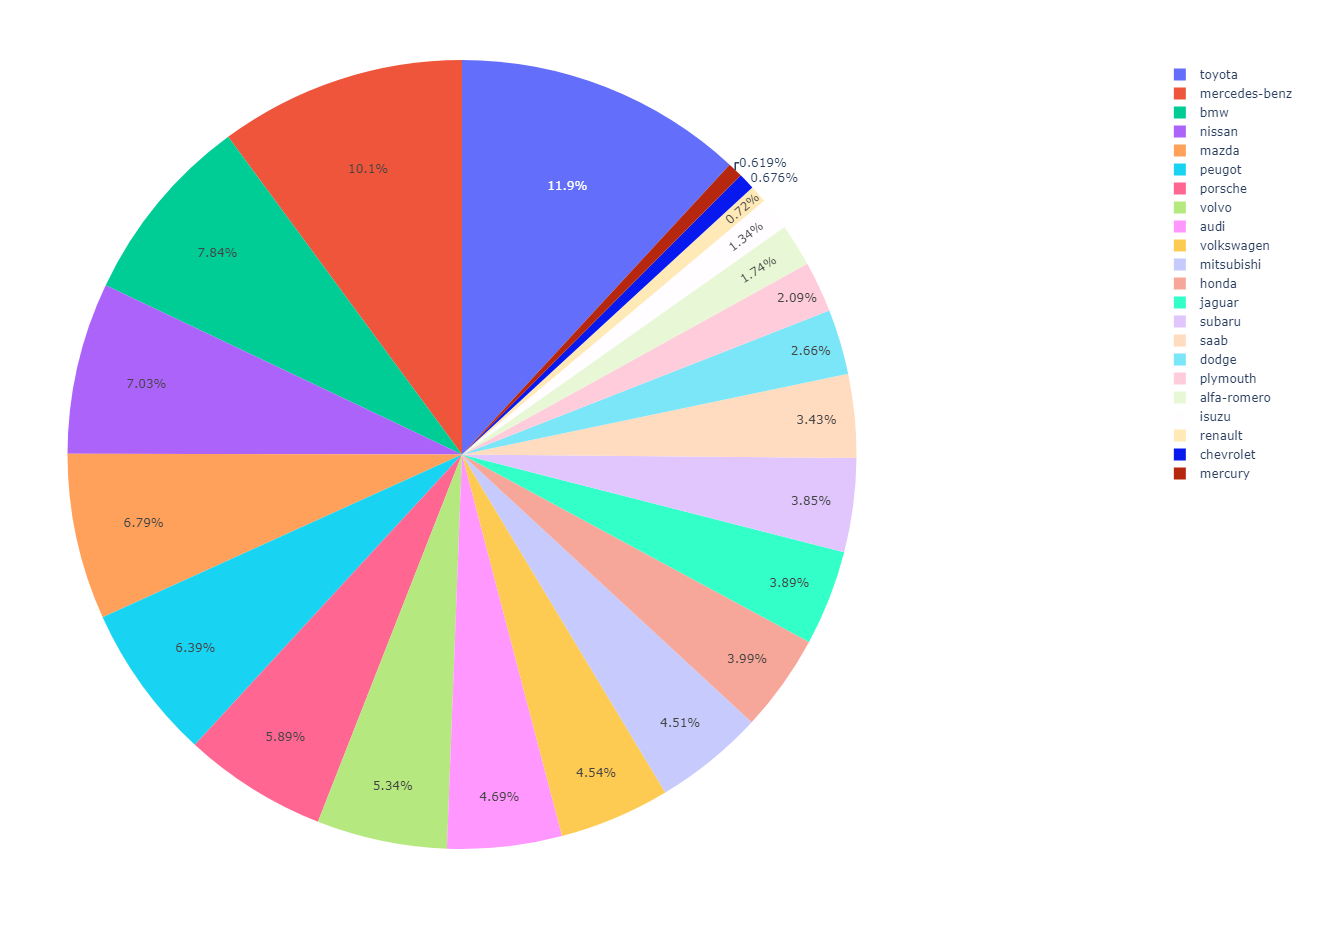 toyota
mercedes-benz
bmw
nissan
mazda
peugot
porsche
volvo
audi
volkswagen
mitsubishi
honda
jaguar
subaru
saab
dodge
plymouth
alfa-romero
isuzu
renault
chevrolet
mercury
11.9%
0.619%
0.676%
0.72%
1.34%
1.74%
2.09%
2.66%
3.43%
3.85%
3.89%
3.99%
4.51%
4.54%
4.69%
5.34%
5.89%
6.39%
6.79%
7.03%
7.84%
10.1%